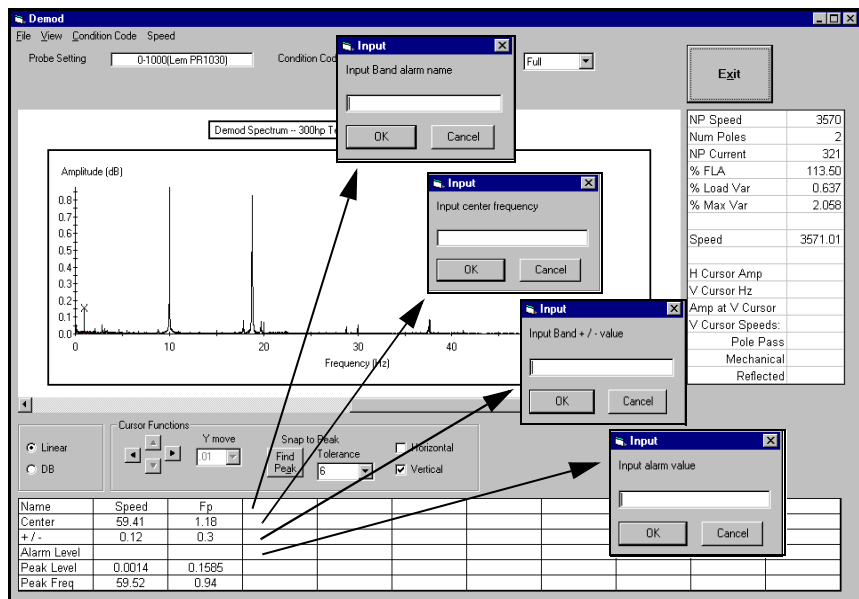 Demod
File View Condition Code Speed
Probe Setting 0-1000(Lem PR1030) Condition Cod Full
Exit
Input
Input Band alarm name
OK Cancel
Demod Spectrum -- 300hp Te
Amplitude (dB)
0.8
0.7
0.6
0.5
0.4
0.3
0.2
0.1
0.0
0 10 20 30 40
Frequency (Hz)
Input
Input center frequency
OK Cancel
Input
Input Band + / - value
OK Cancel
Input
Input alarm value
OK Cancel
NP Speed 3570
Num Poles 2
NP Current 321
% FLA 113.50
% Load Var 0.637
% Max Var 2.058
Speed 3571.01
H Cursor Amp
V Cursor Hz
Amp at V Cursor
V Cursor Speeds:
Pole Pass
Mechanical
Reflected
Linear
DB
Cursor Functions
Y move
.01
Snap to Peak
Find Peak
Tolerance
6
Horizontal
Vertical
Name Speed Fp
Center 59.41 1.18
+ / - 0.12 0.3
Alarm Level
Peak Level 0.0014 0.1585
Peak Freq 59.52 0.94